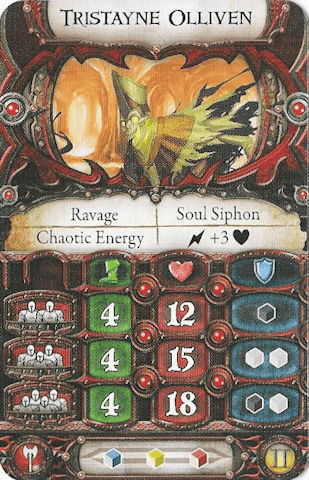 Tristayne Olliven
Ravage
Soul Siphon
Chaotic Energy
+3
4
12
4
15
4
18
II